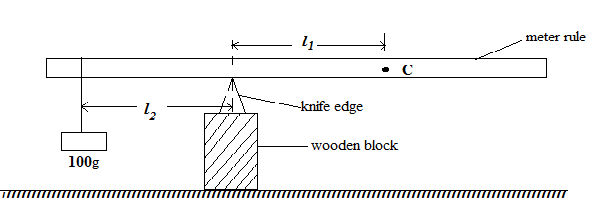 meter rule
l1
C
l2
knife edge
wooden block
100g